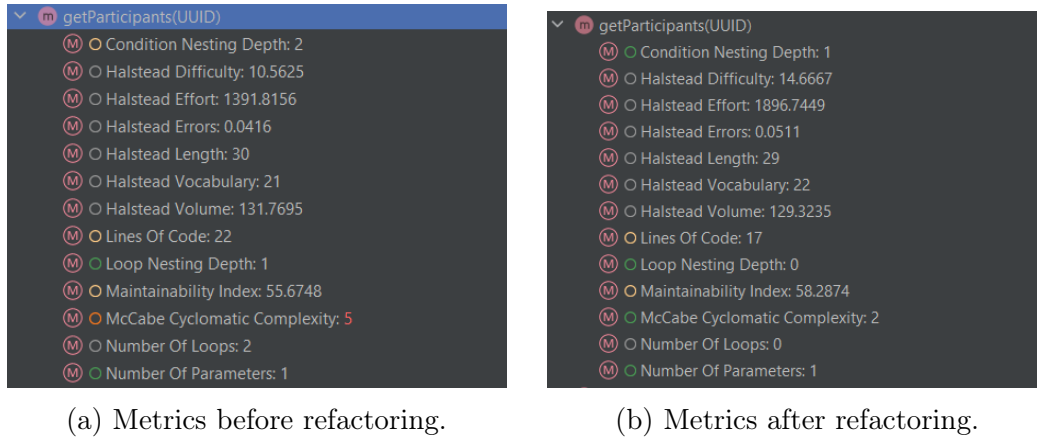 getParticipants(UUID)
Condition Nesting Depth: 2
Halstead Difficulty: 10.5625
Halstead Effort: 1391.8156
Halstead Errors: 0.0416
Halstead Length: 30
Halstead Vocabulary: 21
Halstead Volume: 131.7695
Lines Of Code: 22
Loop Nesting Depth: 1
Maintainability Index: 55.6748
McCabe Cyclomatic Complexity: 5
Number Of Loops: 2
Number Of Parameters: 1
(a) Metrics before refactoring.
getParticipants(UUID)
Condition Nesting Depth: 1
Halstead Difficulty: 14.6667
Halstead Effort: 1896.7449
Halstead Errors: 0.0511
Halstead Length: 29
Halstead Vocabulary: 22
Halstead Volume: 129.3235
Lines Of Code: 17
Loop Nesting Depth: 0
Maintainability Index: 58.2874
McCabe Cyclomatic Complexity: 2
Number Of Loops: 0
Number Of Parameters: 1
(b) Metrics after refactoring.